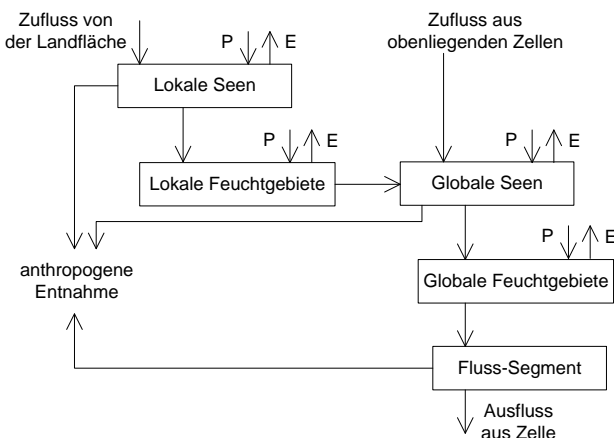 Zufluss von
der Landfläche
P
E
Zufluss aus
obenliegenden Zellen
Lokale Seen
P
E
Lokale Feuchtgebiete
P
E
Globale Seen
P
E
anthropogene
Entnahme
Globale Feuchtgebiete
Fluss-Segment
Ausfluss
aus Zelle